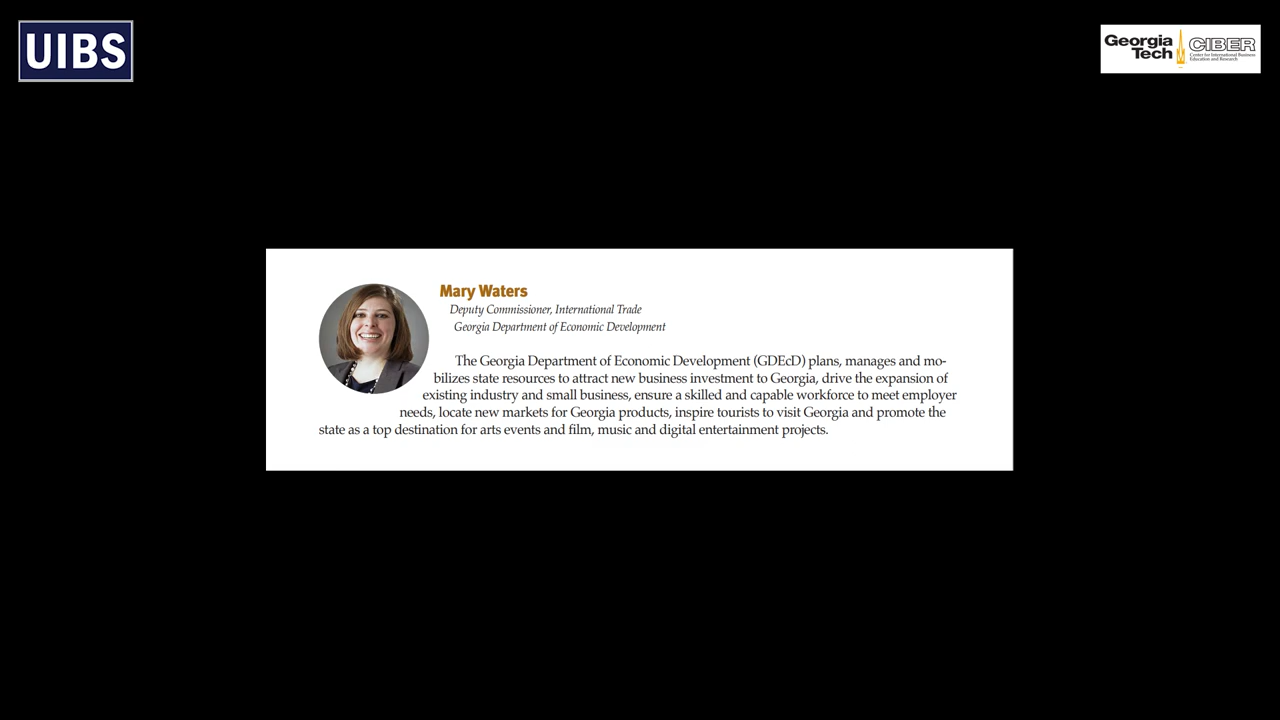 UIBS
Georgia
Tech
CIBER
Center for International Business
Education and Research
Mary Waters
Deputy Commissioner, International Trade
Georgia Department of Economic Development
The Georgia Department of Economic Development (GDEcD) plans, manages and mo-
bilizes state resources to attract new business investment to Georgia, drive the expansion of
existing industry and small business, ensure a skilled and capable workforce to meet employer
needs, locate new markets for Georgia products, inspire tourists to visit Georgia and promote the
state as a top destination for arts events and film, music and digital entertainment projects.